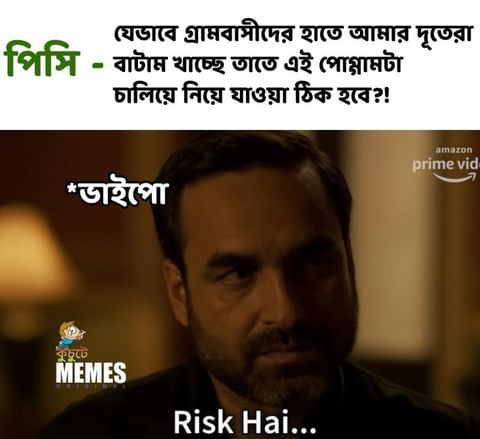 যেভাবে গ্রামবাসীদের হাতে আমার দূতেরা
পিসি - বাটাম খাচ্ছে তাতে এই পোগ্রামটা
চালিয়ে নিয়ে যাওয়া ঠিক হবে?!
amazon
prime vid
*ভাইপো
কুচুটে
MEMES
ORIGINAL
Risk Hai...